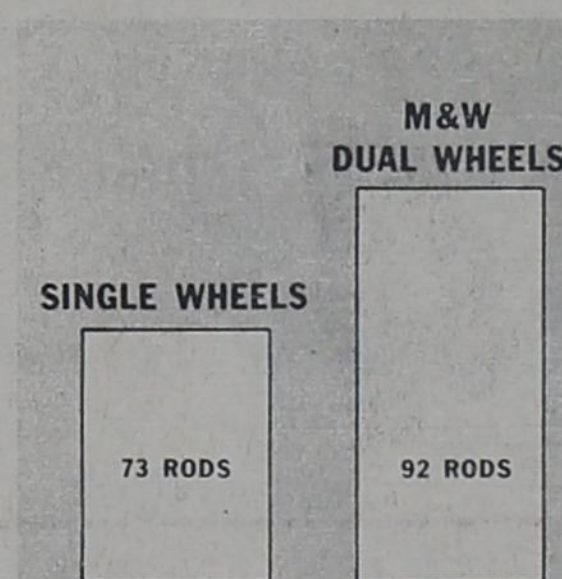 M&W
DUAL WHEELS
SINGLE WHEELS
73 RODS
92 RODS